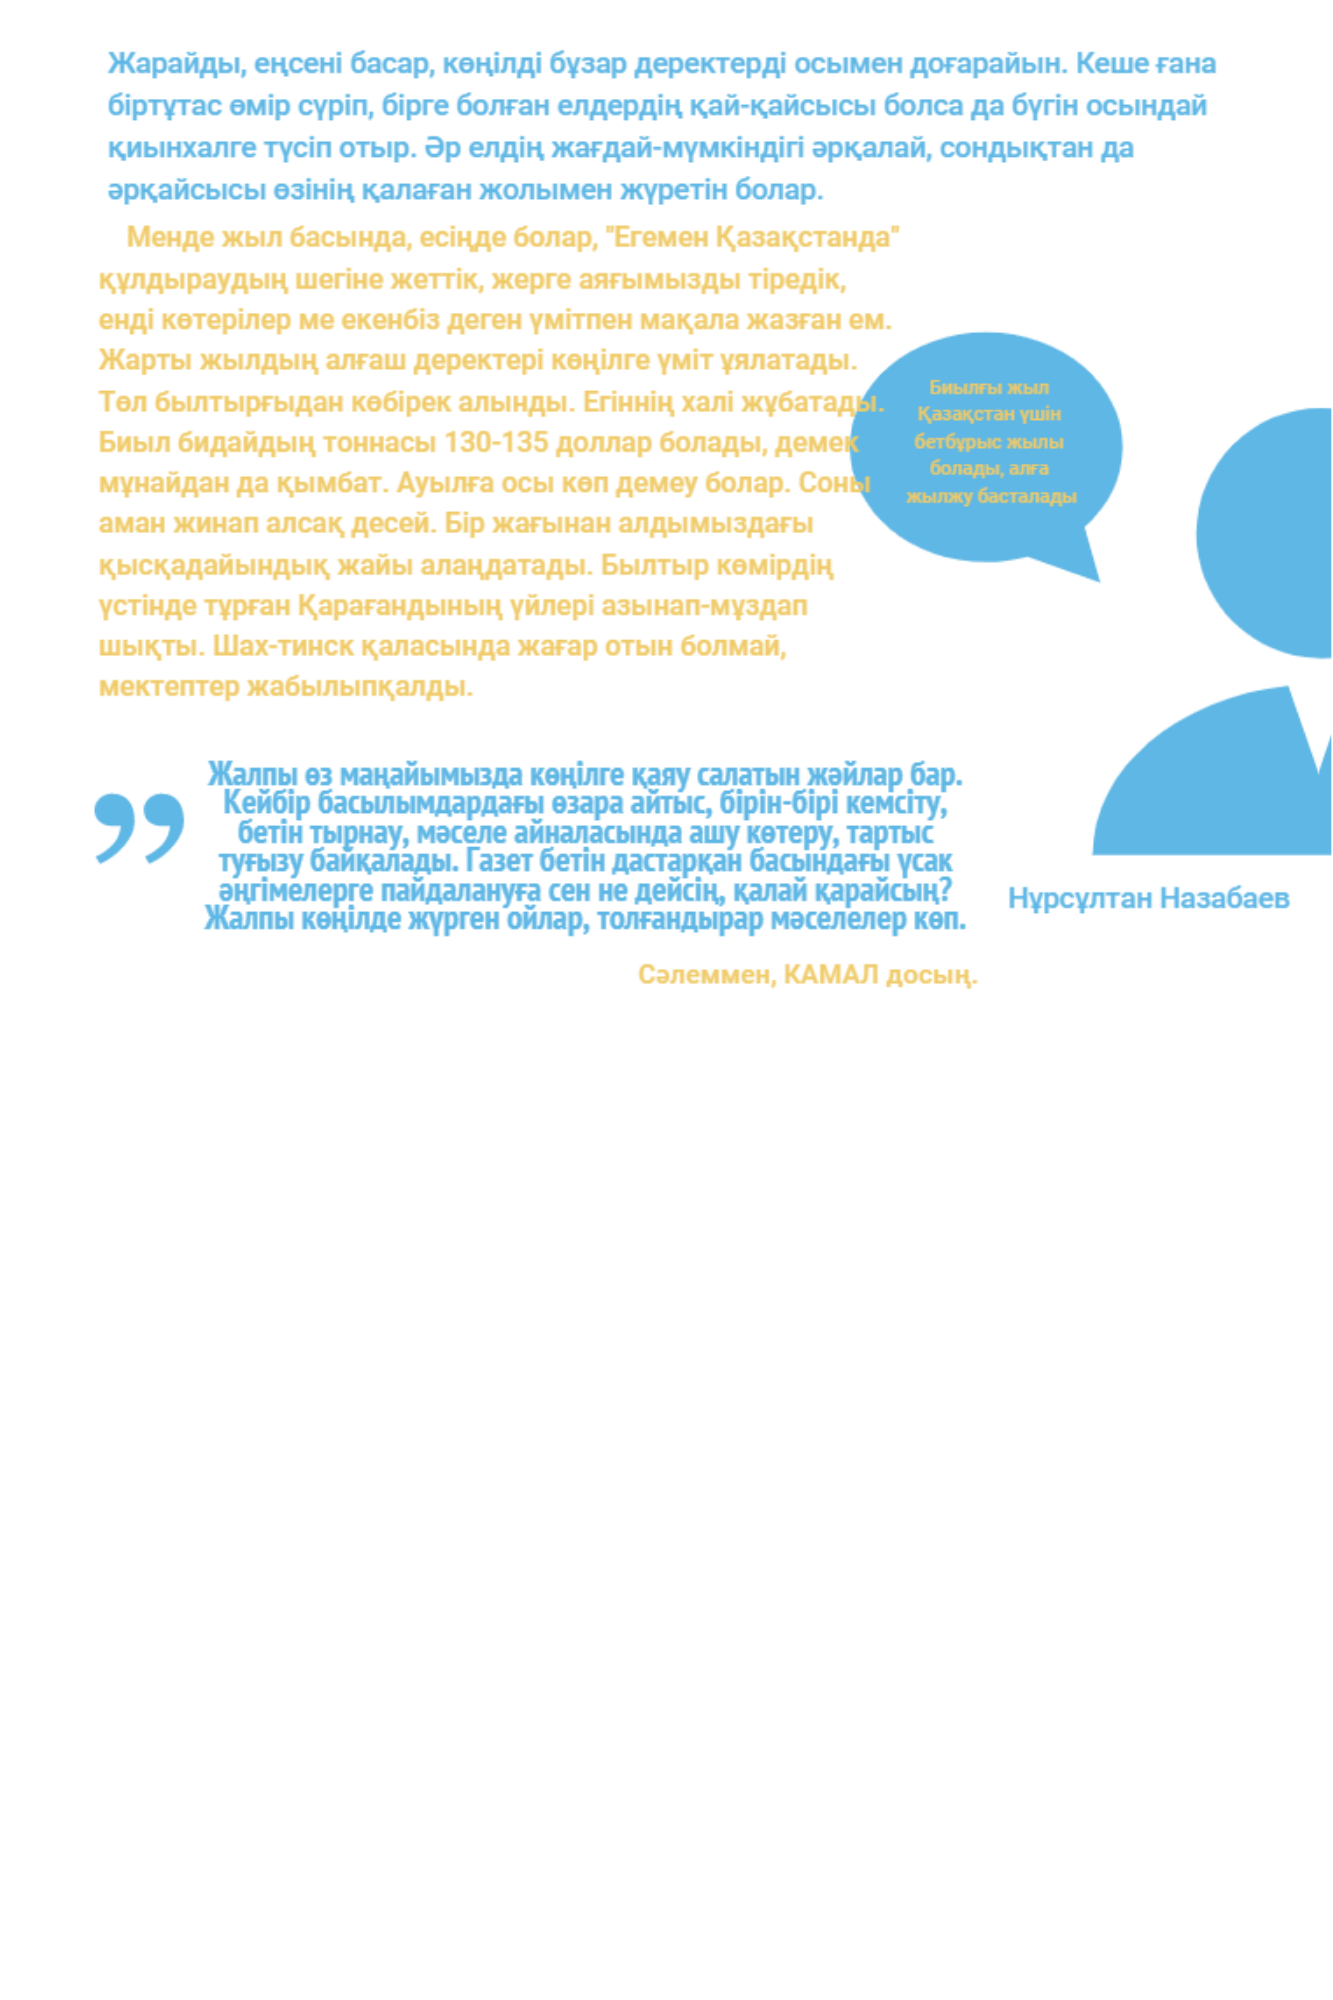 Жарайды, еңсені басар, көңілді бұзар деректерді осымен доғарайын. Кеше ғана
біртұтас өмір сүріп, бірге болған елдердің қай-қайсысы болса да бүгін осындай
қиынхалге түсіп отыр. Әр елдің жағдай-мүмкіндігі әрқалай, сондықтан да
әрқайсысы өзінің қалаған жолымен жүретін болар.
Менде жыл басында, есіңде болар, "Егемен Қазақстанда"
құлдыраудың шегіне жеттік, жерге аяғымызды тіредік,
енді көтерілер ме екенбіз деген үмітпен мақала жазған ем.
Жарты жылдың алғаш деректері көңілге үміт ұялатады.
Төл былтырғыдан көбірек алынды. Егіннің халі жұбатады.
Биыл бидайдың тоннасы 130-135 доллар болады, демек
мұнайдан да қымбат. Ауылға осы көп демеу болар. Соны
аман жинап алсақ десей. Бір жағынан алдымыздағы
қысқадайындық жайы алаңдатады. Былтыр көмірдің
үстінде тұрған Қарағандының үйлері азынап-мұздап
шықты. Шах-тинск қаласында жағар отын болмай,
мектептер жабылыпқалды.
Биылғы жыл
Қазақстан үшін
бетбұрыс жылы
болады, алға
жылжу басталады
Жалпы өз маңайымызда көңілге қаяу салатын жәйлар бар.
Кейбір басылымдардағы өзара айтыс, бірін-бірі кемсіту,
бетін тырнау, мәселе айналасында ашу көтеру, тартыс
туғызу байқалады. Газет бетін дастарқан басындағы үсак
әңгімелерге пайдалануға сен не дейсің, қалай қарайсың?
Жалпы көңілде жүрген ойлар, толғандырар мәселелер көп.
Нұрсұлтан Назабаев
Сәлеммен, КАМАЛ досың.